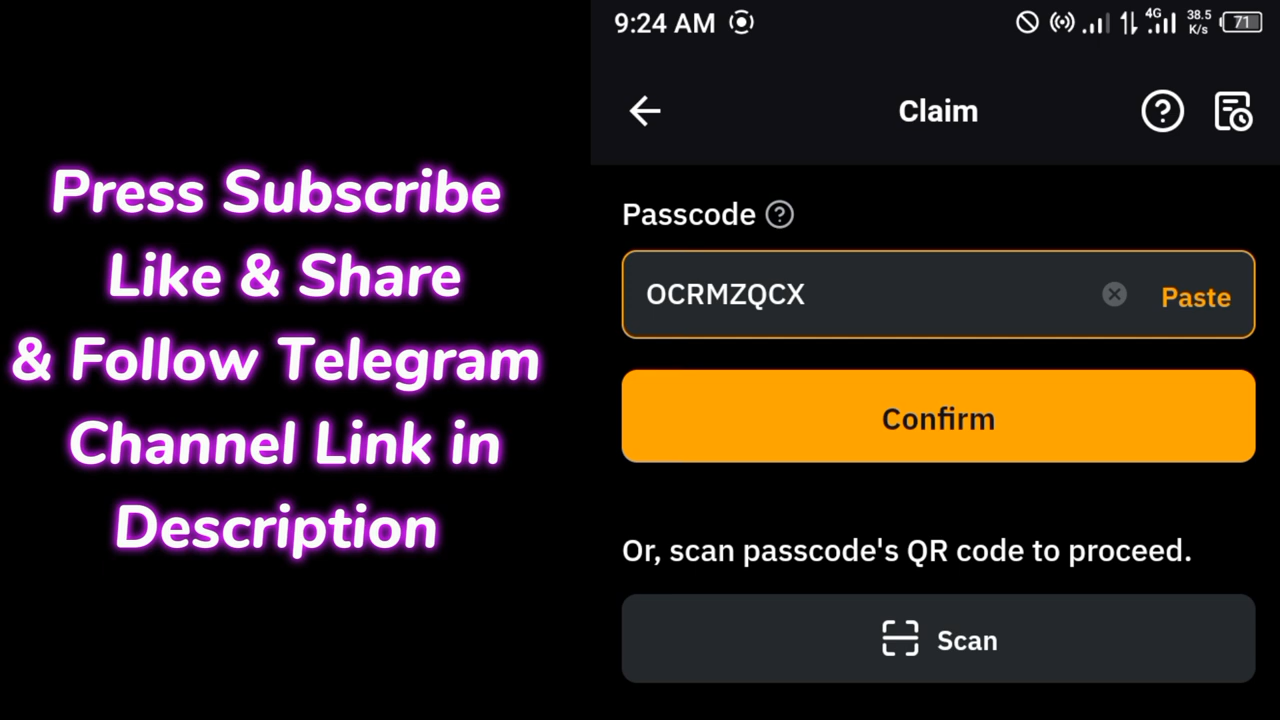 Press Subscribe
Like & Share
& Follow Telegram
Channel Link in
Description
9:24 AM 4G 38.5 K/s 71
Claim
Passcode
OCRMZQCX Paste
Confirm
Or, scan passcode's QR code to proceed.
Scan